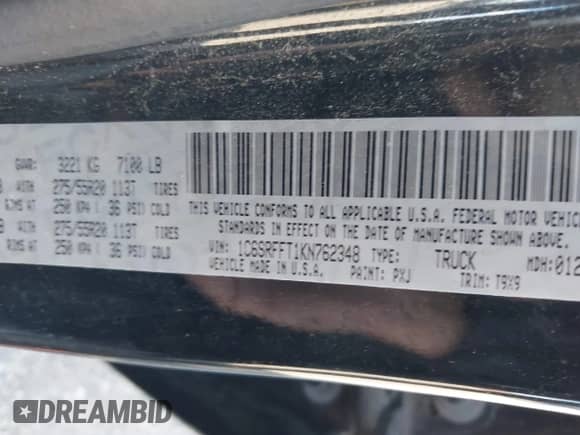 GVWR: 3221 KG 7100 LB
WITH 275/55R20 113T TIRES
RIMS AT 250 KPA ( 36 PSI) COLD
WITH 275/55R20 113T TIRES
RIMS AT 250 KPA ( 36 PSI) COLD
THIS VEHICLE CONFORMS TO ALL APPLICABLE U.S.A. FEDERAL MOTOR VEHICLE
STANDARDS IN EFFECT ON THE DATE OF MANUFACTURE SHOWN ABOVE.
VIN: 1C6SRFFT1KN762348 TYPE: TRUCK MDH: 012
VEHICLE MADE IN U.S.A. PAINT: PXJ TRIM: T9X9
DREAMBID